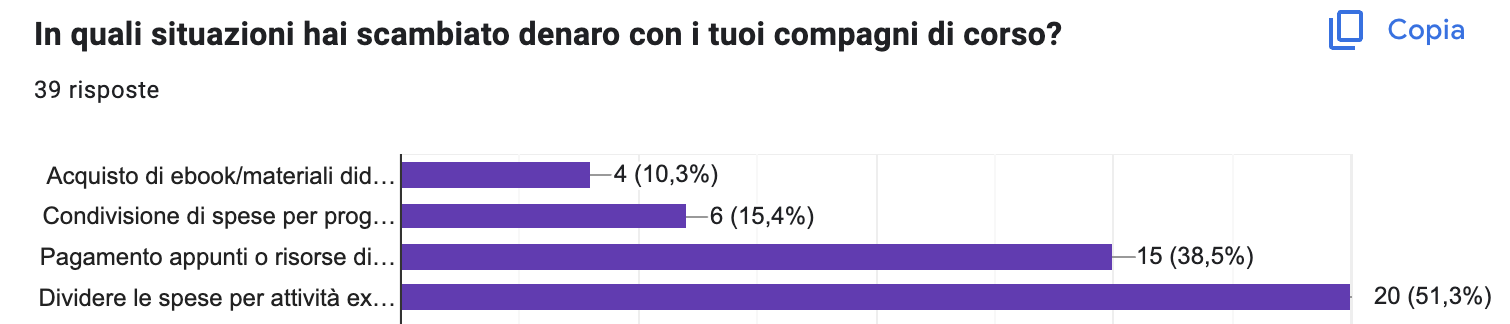 In quali situazioni hai scambiato denaro con i tuoi compagni di corso?
Copia
39 risposte
Acquisto di ebook/materiali did... 4 (10,3%)
Condivisione di spese per prog... 6 (15,4%)
Pagamento appunti o risorse di... 15 (38,5%)
Dividere le spese per attività ex... 20 (51,3%)